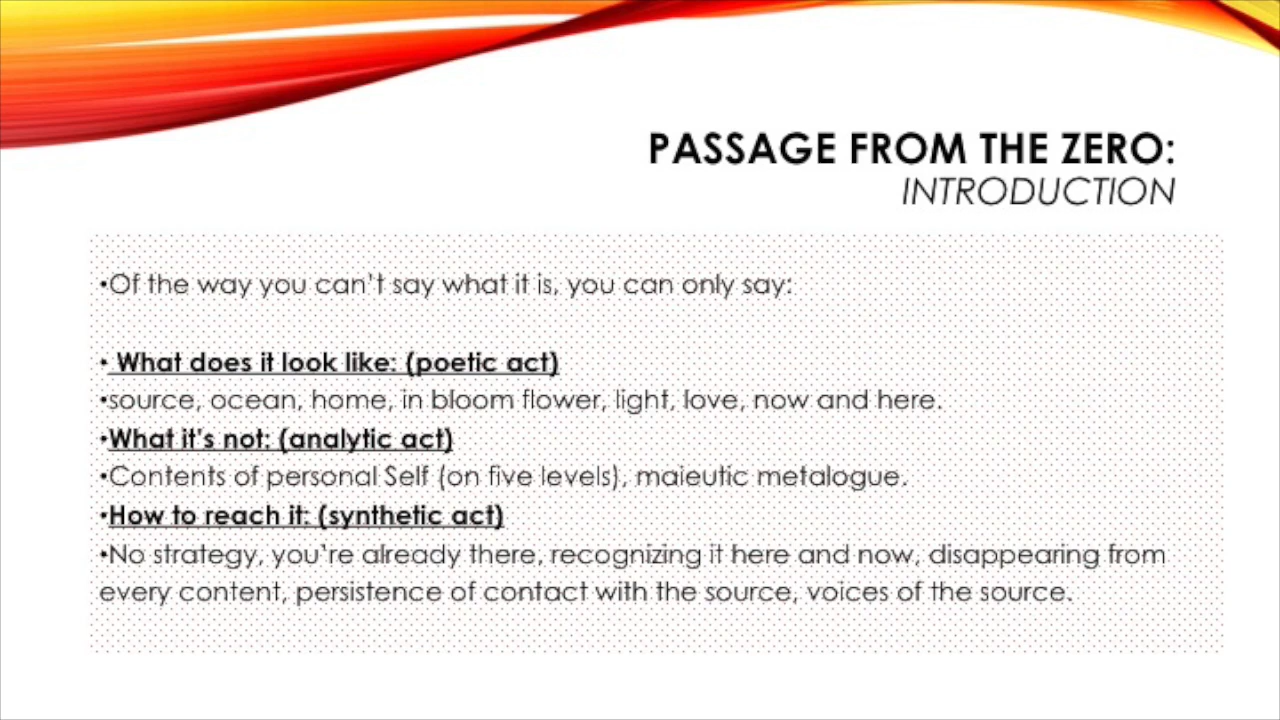 PASSAGE FROM THE ZERO:
INTRODUCTION
•Of the way you can't say what it is, you can only say:
• What does it look like: (poetic act)
•source, ocean, home, in bloom flower, light, love, now and here.
•What it's not: (analytic act)
•Contents of personal Self (on five levels), maieutic metalogue.
•How to reach it: (synthetic act)
•No strategy, you're already there, recognizing it here and now, disappearing from
every content, persistence of contact with the source, voices of the source.